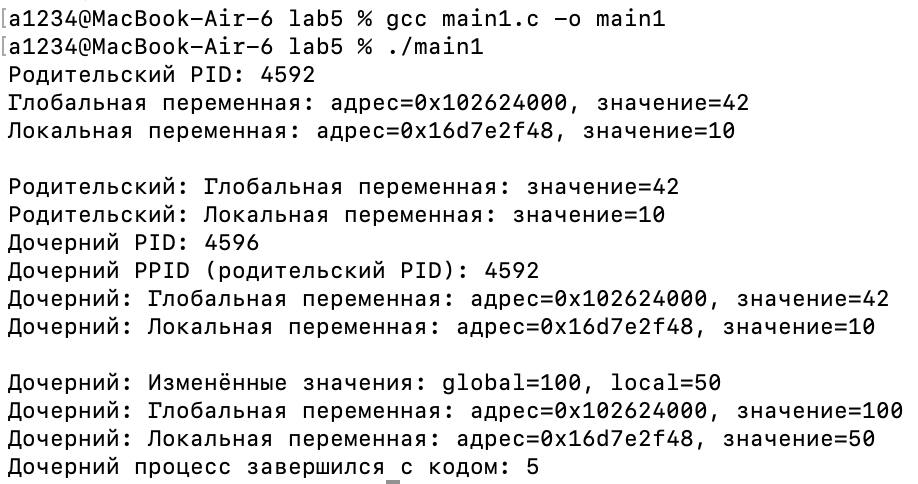 [a1234@MacBook-Air-6 lab5 % gcc main1.c -o main1
[a1234@MacBook-Air-6 lab5 % ./main1
Родительский PID: 4592
Глобальная переменная: адрес=0x102624000, значение=42
Локальная переменная: адрес=0x16d7e2f48, значение=10
Родительский: Глобальная переменная: значение=42
Родительский: Локальная переменная: значение=10
Дочерний PID: 4596
Дочерний PPID (родительский PID): 4592
Дочерний: Глобальная переменная: адрес=0x102624000, значение=42
Дочерний: Локальная переменная: адрес=0x16d7e2f48, значение=10
Дочерний: Изменённые значения: global=100, local=50
Дочерний: Глобальная переменная: адрес=0x102624000, значение=100
Дочерний: Локальная переменная: адрес=0x16d7e2f48, значение=50
Дочерний процесс завершился с кодом: 5